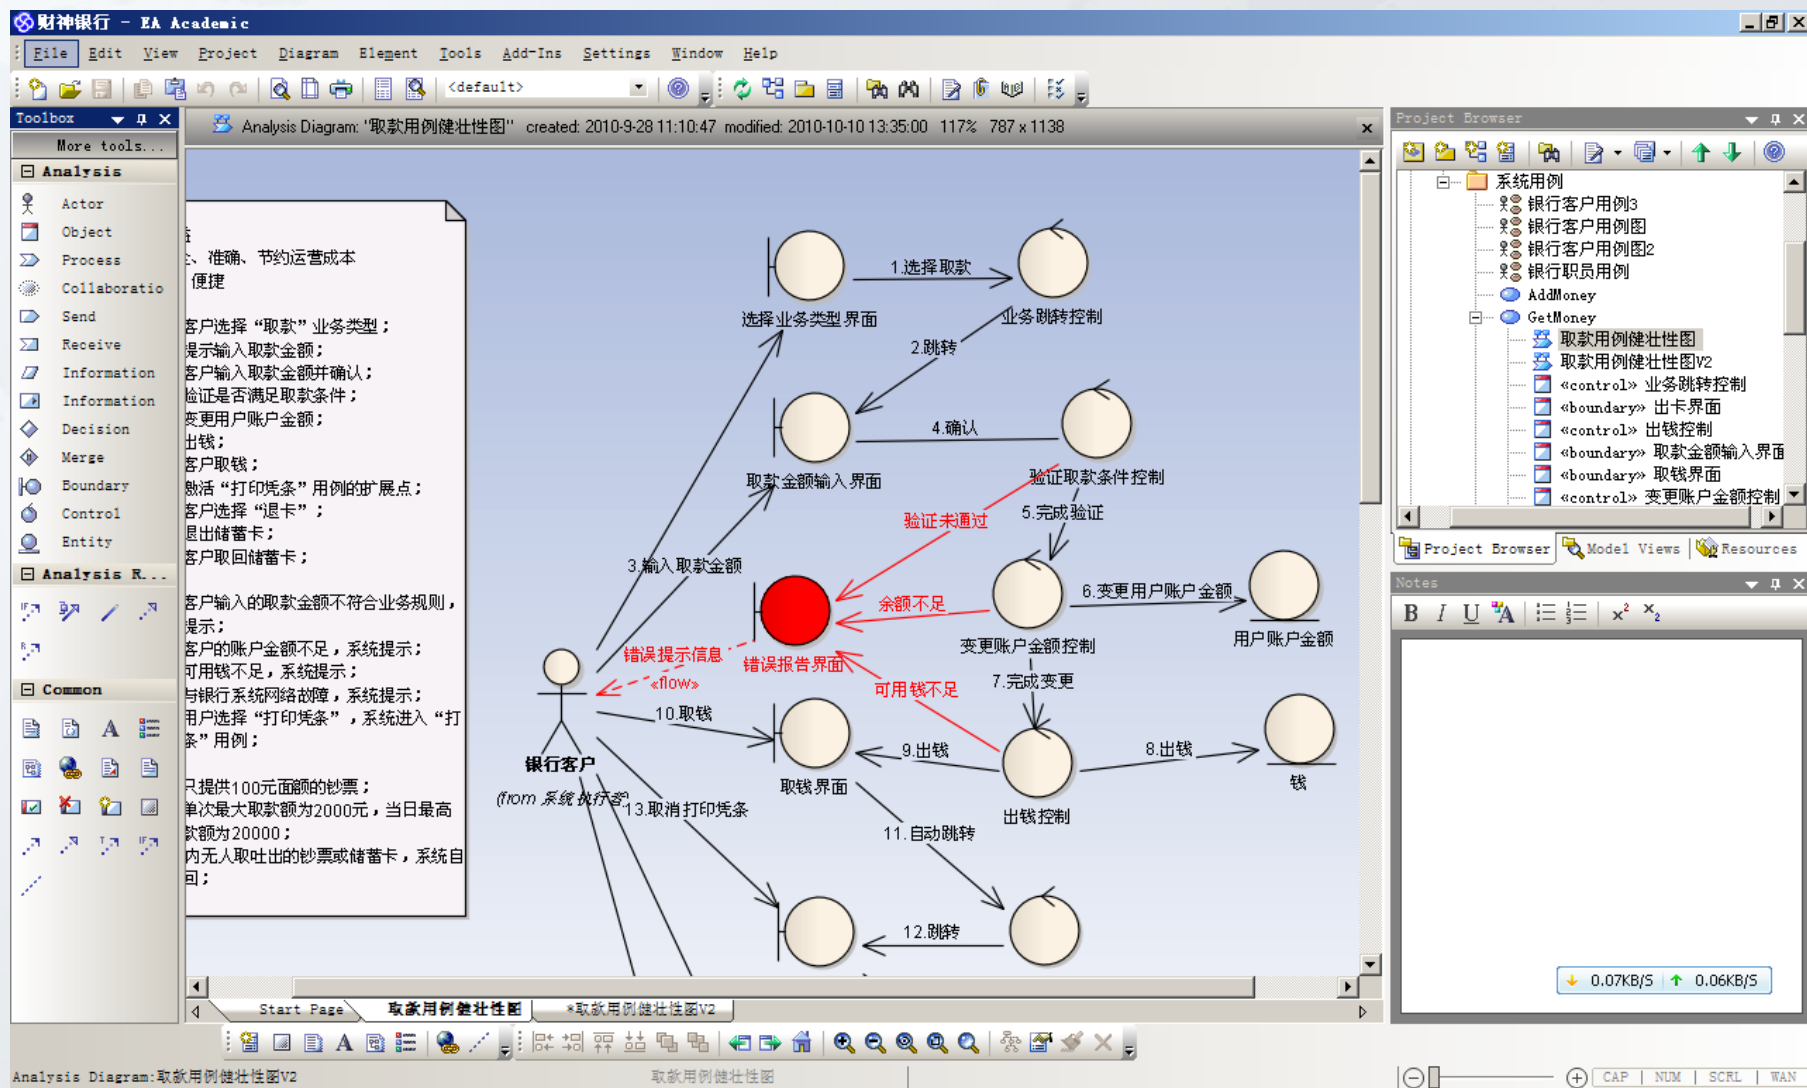 财神银行 - EA Academic
File Edit View Project Diagram Element Tools Add-Ins Settings Window Help
<default>
Toolbox
More tools...
Analysis
Actor
Object
Process
Collaboratio
Send
Receive
Information
Information
Decision
Merge
Boundary
Control
Entity
Analysis R...
Common
Analysis Diagram: "取款用例健壮性图" created: 2010-9-28 11:10:47 modified: 2010-10-10 13:35:00 117% 787 x 1138
、准确、节约运营成本
便捷
客户选择“取款”业务类型；
提示输入取款金额；
客户输入取款金额并确认；
验证是否满足取款条件；
变更用户账户金额；
出钱；
客户取钱；
激活“打印凭条”用例的扩展点；
客户选择“退卡”；
退出储蓄卡；
客户取回储蓄卡；
客户输入的取款金额不符合业务规则，
提示；
客户的账户金额不足，系统提示；
可用钱不足，系统提示；
与银行系统网络故障，系统提示；
用户选择“打印凭条”，系统进入“打
条”用例；
只提供100元面额的钞票；
单次最大取款额为2000元，当日最高
款额为20000；
内无人取吐出的钞票或储蓄卡，系统自
回；
1.选择取款
选择业务类型界面
业务跳转控制
2.跳转
4.确认
取款金额输入界面
验证取款条件控制
验证未通过
5.完成验证
3.输入取款金额
余额不足
6.变更用户账户金额
用户账户金额
变更账户金额控制
错误提示信息
错误报告界面
«flow»
可用钱不足
7.完成变更
10.取钱
9.出钱
8.出钱
银行客户
(from 系统执行者)
取钱界面
出钱控制
钱
13.取消打印凭条
11.自动跳转
12.跳转
Start Page
取款用例健壮性图
*取款用例健壮性图V2
Project Browser
系统用例
银行客户用例3
银行客户用例图
银行客户用例图2
银行职员用例
AddMoney
GetMoney
取款用例健壮性图
取款用例健壮性图V2
«control» 业务跳转控制
«boundary» 出卡界面
«control» 出钱控制
«boundary» 取款金额输入界面
«boundary» 取钱界面
«control» 变更账户金额控制
Project Browser Model Views Resources
Notes
B I U A x² x₂
0.07KB/S 0.06KB/S
Analysis Diagram:取款用例健壮性图V2
取款用例健壮性图
CAP NUM SCRL WAN